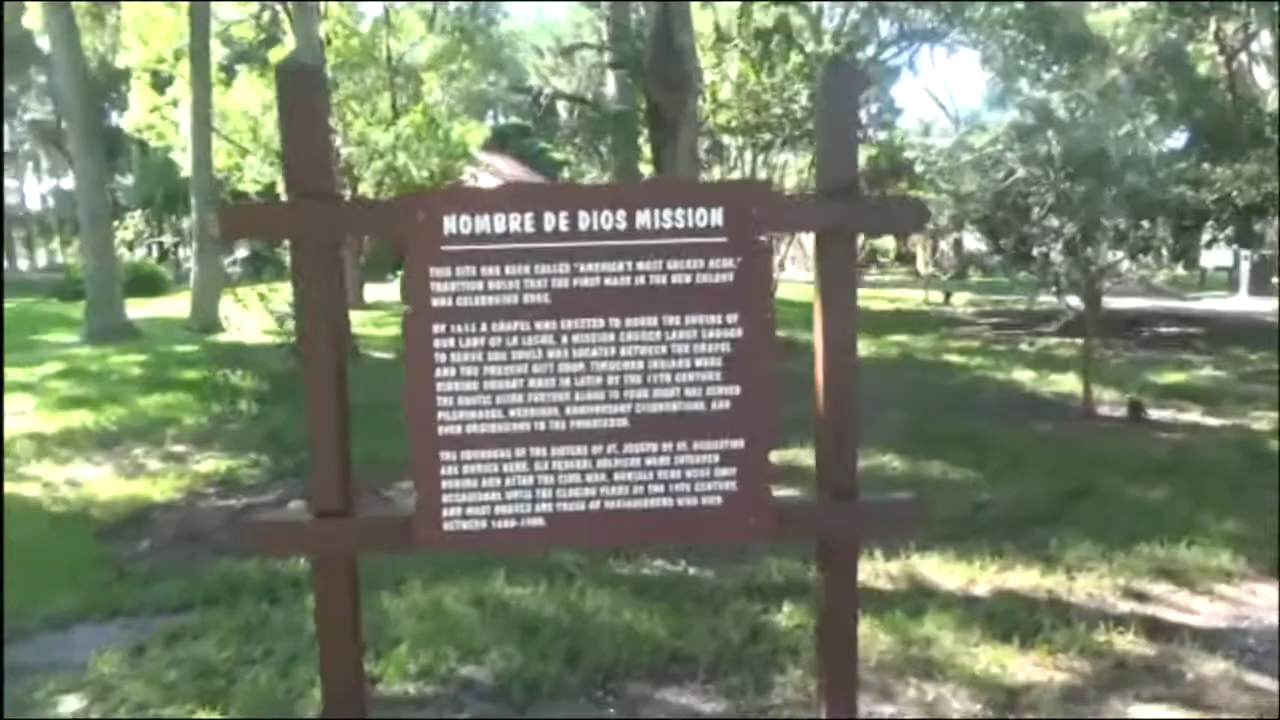 NOMBRE DE DIOS MISSION
THIS SITE HAS BEEN CALLED "AMERICA'S MOST SACRED ACRE."
TRADITION HOLDS THAT THE FIRST MASS IN THE NEW
WAS CELEBRATED HERE.
BY 1615 A CHAPEL WAS ERECTED TO HONOR THE SHRINE OF
OUR LADY OF LA LECHE. A MISSION CHURCH LARGE ENOUGH
TO SERVE SOULS WAS LOCATED BETWEEN THE CHAPEL
AND THE PRESENT GIFT SHOP. TIMUCUAN INDIANS WERE
SINGING SUNDAY MASS IN LATIN BY THE 17TH CENTURY.
THE RUSTIC ALTAR FURTHER ALONG TO YOUR RIGHT HAS SERVED
PILGRIMAGES, WEDDINGS, ANNIVERSARY CELEBRATIONS, AND
EVEN ORDINATIONS TO THE PRIESTHOOD.
THE FOUNDERS OF THE SISTERS OF ST. JOSEPH OF ST. AUGUSTINE
ARE BURIED HERE. SIX FEDERAL SOLDIERS WERE INTERRED
DURING AND AFTER THE CIVIL WAR. BURIALS HERE WERE ONLY
OCCASIONAL UNTIL THE CLOSING YEARS OF THE 19TH CENTURY,
AND MOST GRAVES ARE THOSE OF PARISHIONERS WHO DIED
BETWEEN